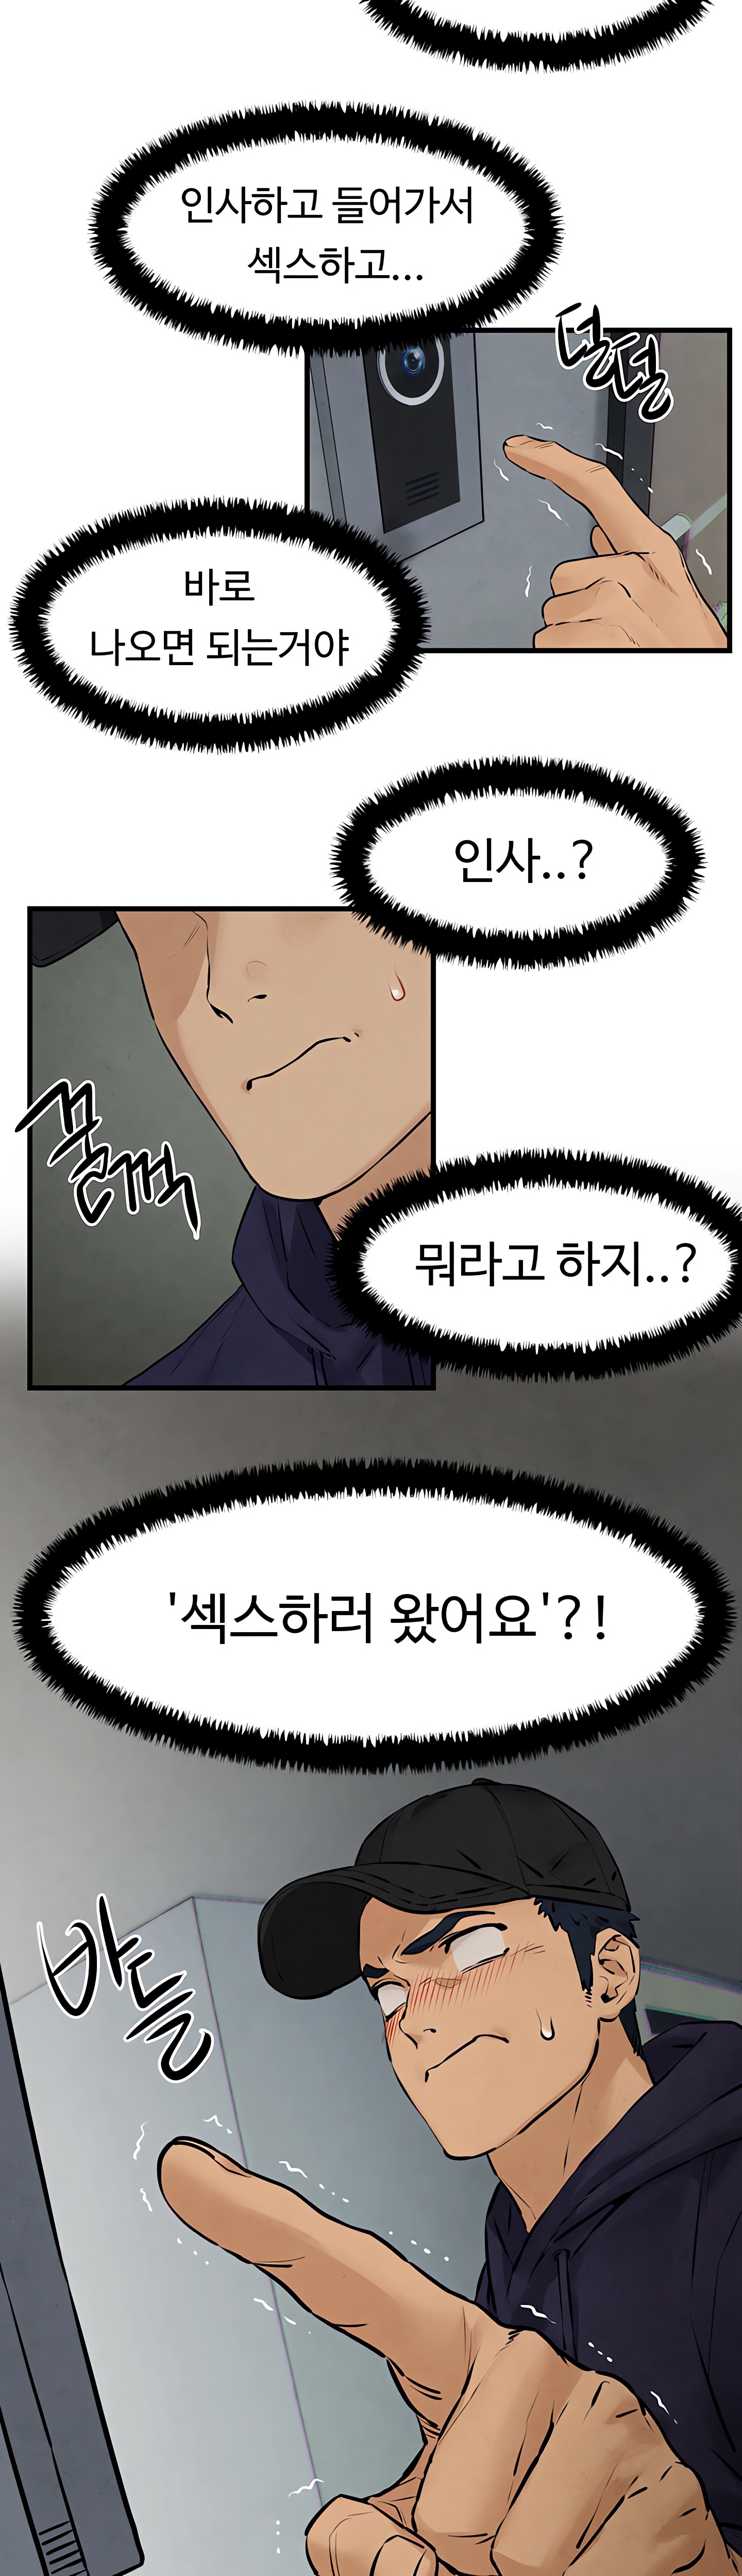 인사하고 들어가서
섹스하고...
덜덜
바로
나오면 되는거야
인사..?
꿀꺽
뭐라고 하지..?
'섹스하러 왔어요'?!
바들